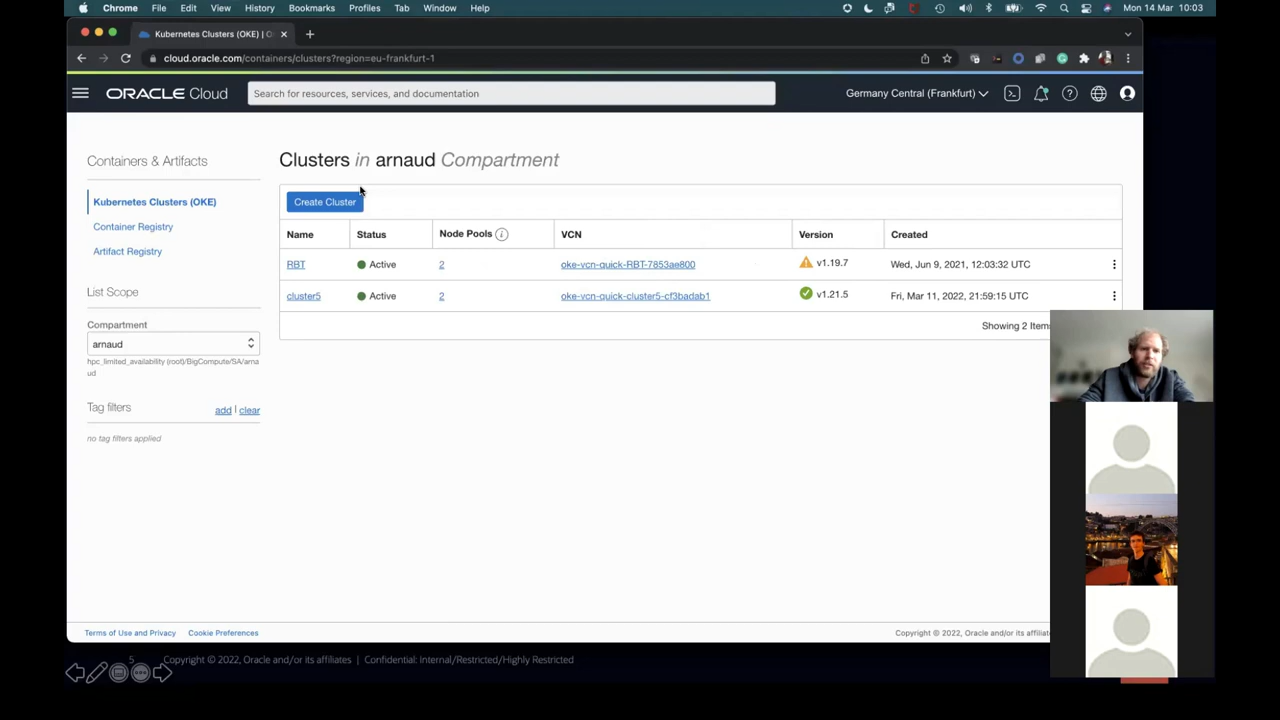 Chrome File Edit View History Bookmarks Profiles Tab Window Help Mon 14 Mar 10:03
Kubernetes Clusters (OKE) | O
cloud.oracle.com/containers/clusters?region=eu-frankfurt-1
ORACLE Cloud Search for resources, services, and documentation Germany Central (Frankfurt)
Containers & Artifacts
Kubernetes Clusters (OKE)
Container Registry
Artifact Registry
List Scope
Compartment
arnaud
hpc_limited_availability (root)/BigCompute/SA/arna
ud
Tag filters add | clear
no tag filters applied
Clusters in arnaud Compartment
Create Cluster
Name Status Node Pools i VCN Version Created
RBT Active 2 oke-vcn-quick-RBT-7853ae800 v1.19.7 Wed, Jun 9, 2021, 12:03:32 UTC
cluster5 Active 2 oke-vcn-quick-cluster5-cf3badab1 v1.21.5 Fri, Mar 11, 2022, 21:59:15 UTC
Showing 2 Items
Terms of Use and Privacy Cookie Preferences Copyright © 2022, Oracle and/or its affiliates
5 Copyright © 2022, Oracle and/or its affiliates | Confidential: Internal/Restricted/Highly Restricted